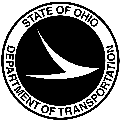 STATE OF OHIO
DEPARTMENT OF TRANSPORTATION